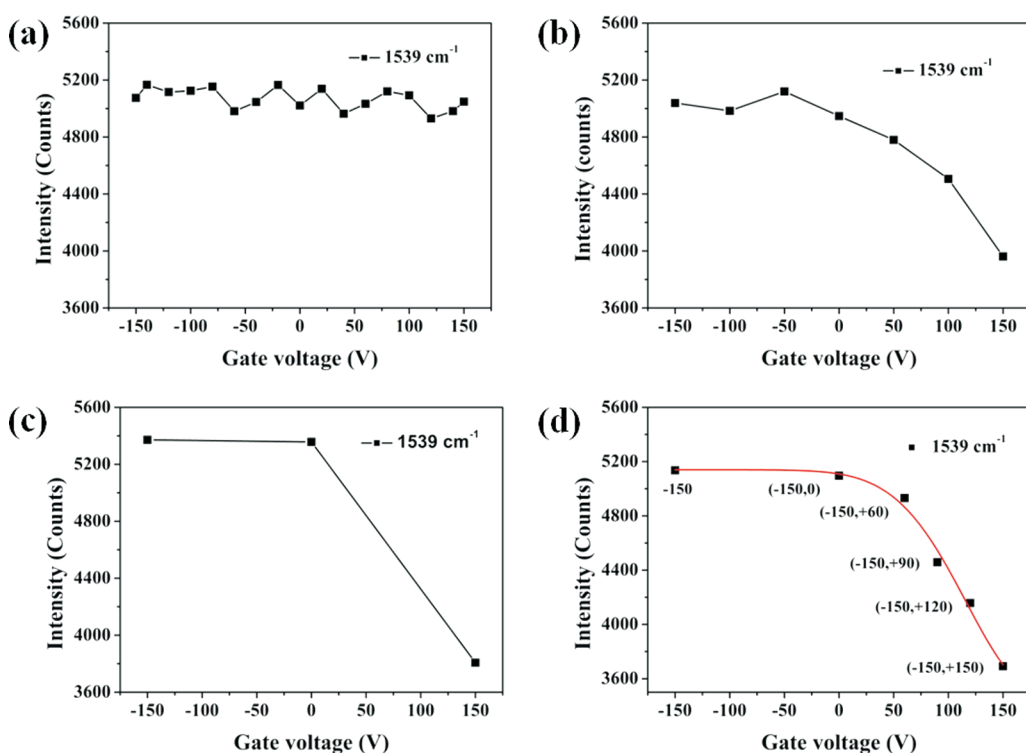 (a)
1539 cm⁻¹
5600
5200
4800
4400
4000
3600
Intensity (Counts)
-150 -100 -50 0 50 100 150
Gate voltage (V)
(b)
1539 cm⁻¹
5600
5200
4800
4400
4000
3600
Intensity (counts)
-150 -100 -50 0 50 100 150
Gate voltage (V)
(c)
1539 cm⁻¹
5600
5200
4800
4400
4000
3600
Intensity (Counts)
-150 -100 -50 0 50 100 150
Gate voltage (V)
(d)
1539 cm⁻¹
5600
5200
4800
4400
4000
3600
Intensity (Counts)
-150
(-150,0)
(-150,+60)
(-150,+90)
(-150,+120)
(-150,+150)
-150 -100 -50 0 50 100 150
Gate voltage (V)